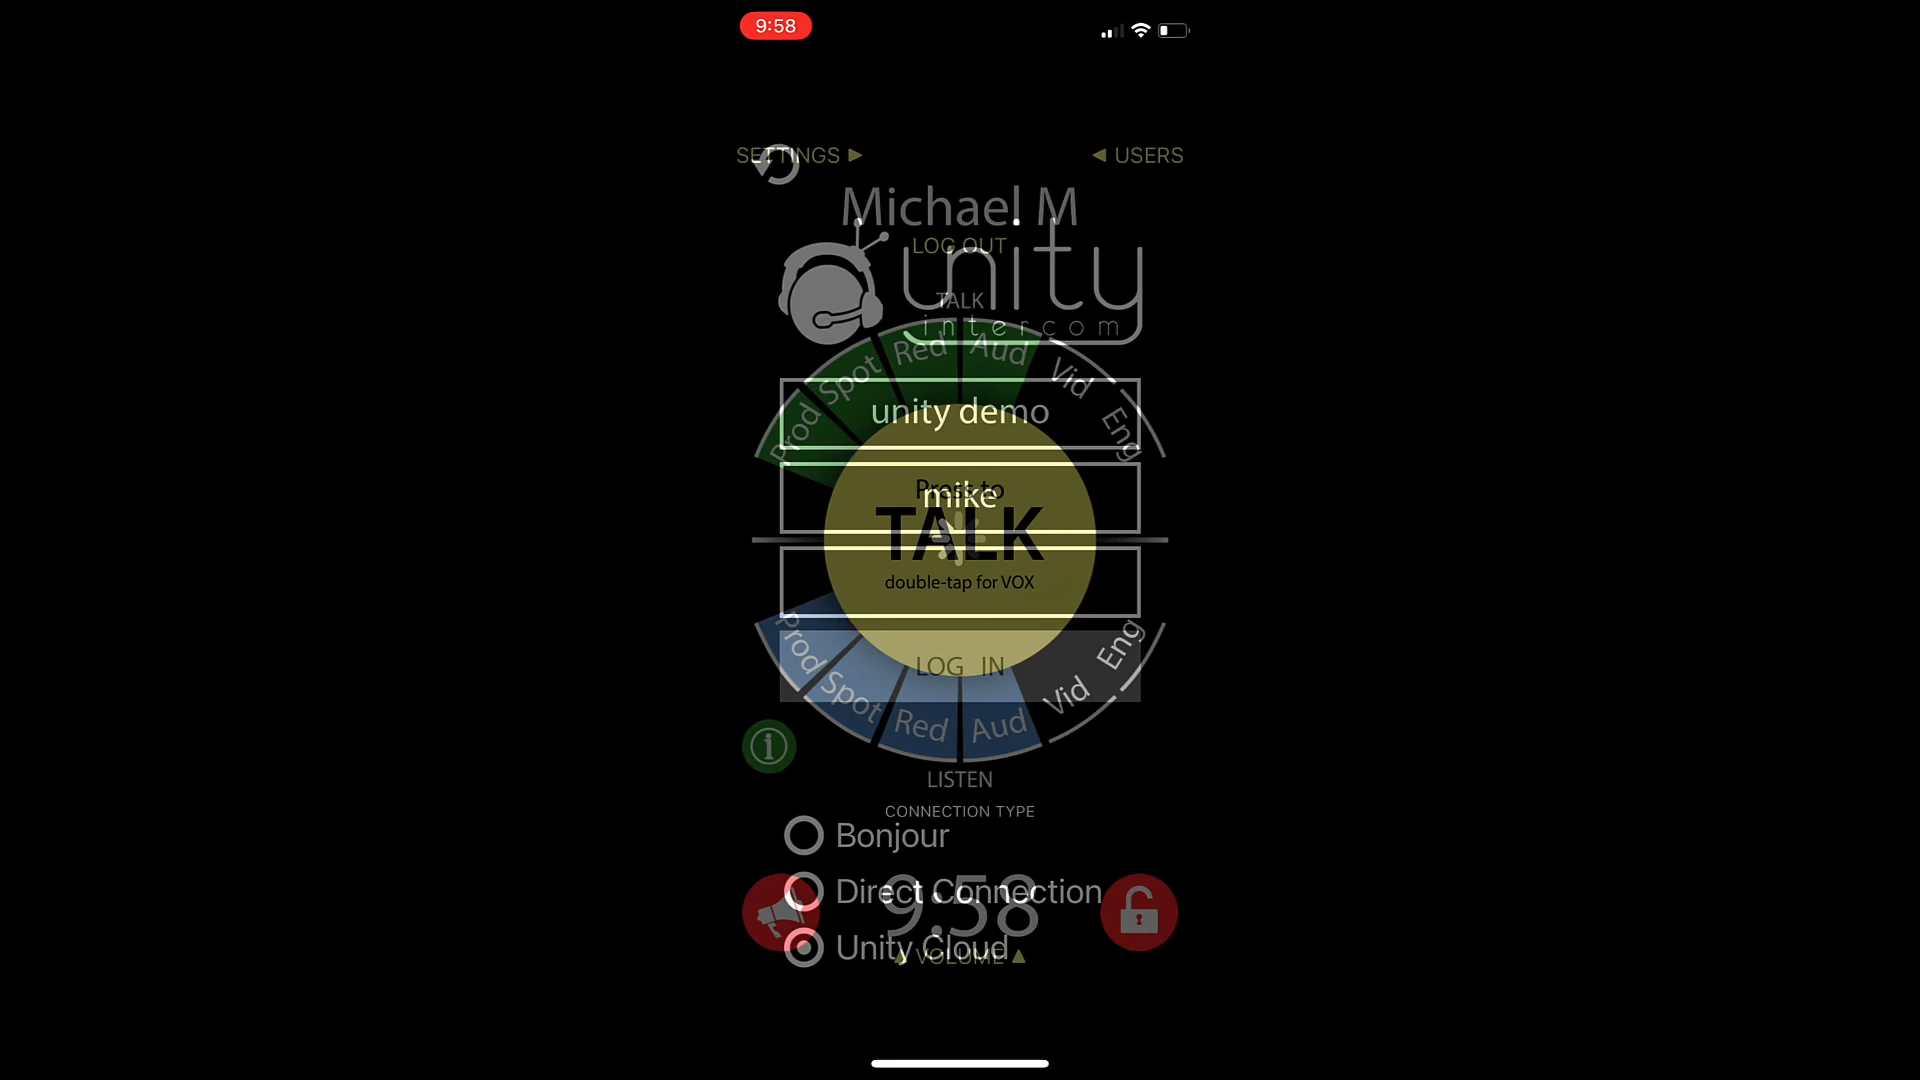 9:58
SETTINGS ▶
◀ USERS
Michael M
LOG OUT
unity
intercom
TALK
Prod
Spot
Red
Aud
Vid
Eng
unity demo
mike
Press to
TALK
double-tap for VOX
LOG IN
Prod
Spot
Red
Aud
Vid
Eng
LISTEN
CONNECTION TYPE
Bonjour
Direct Connection
9:58
Unity Cloud
▲ VOLUME ▲